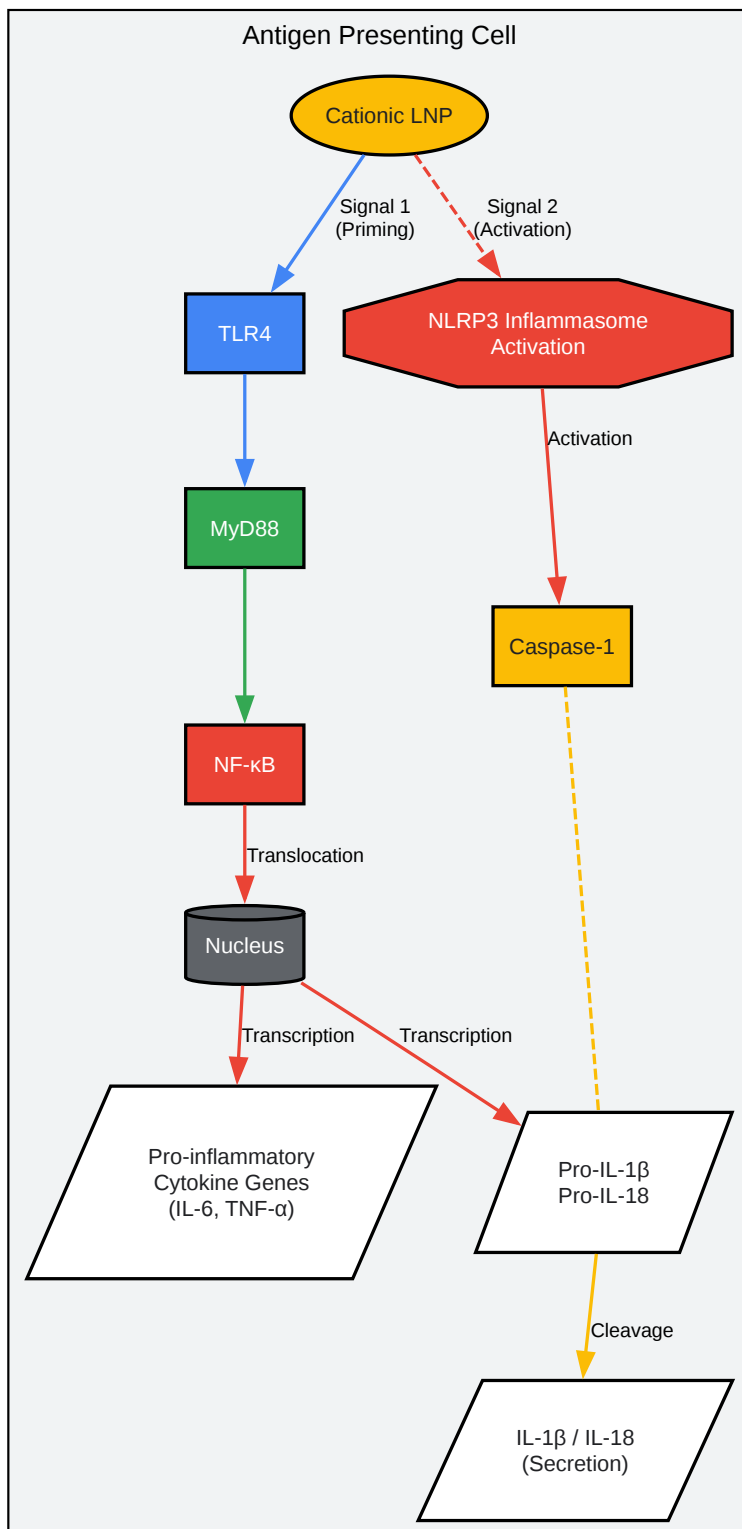 Antigen Presenting Cell
Cationic LNP
Signal 1
(Priming)
Signal 2
(Activation)
TLR4
NLRP3 Inflammasome
Activation
Activation
MyD88
Caspase-1
NF-κB
Translocation
Nucleus
Transcription
Transcription
Pro-inflammatory
Cytokine Genes
(IL-6, TNF-α)
Pro-IL-1β
Pro-IL-18
Cleavage
IL-1β / IL-18
(Secretion)